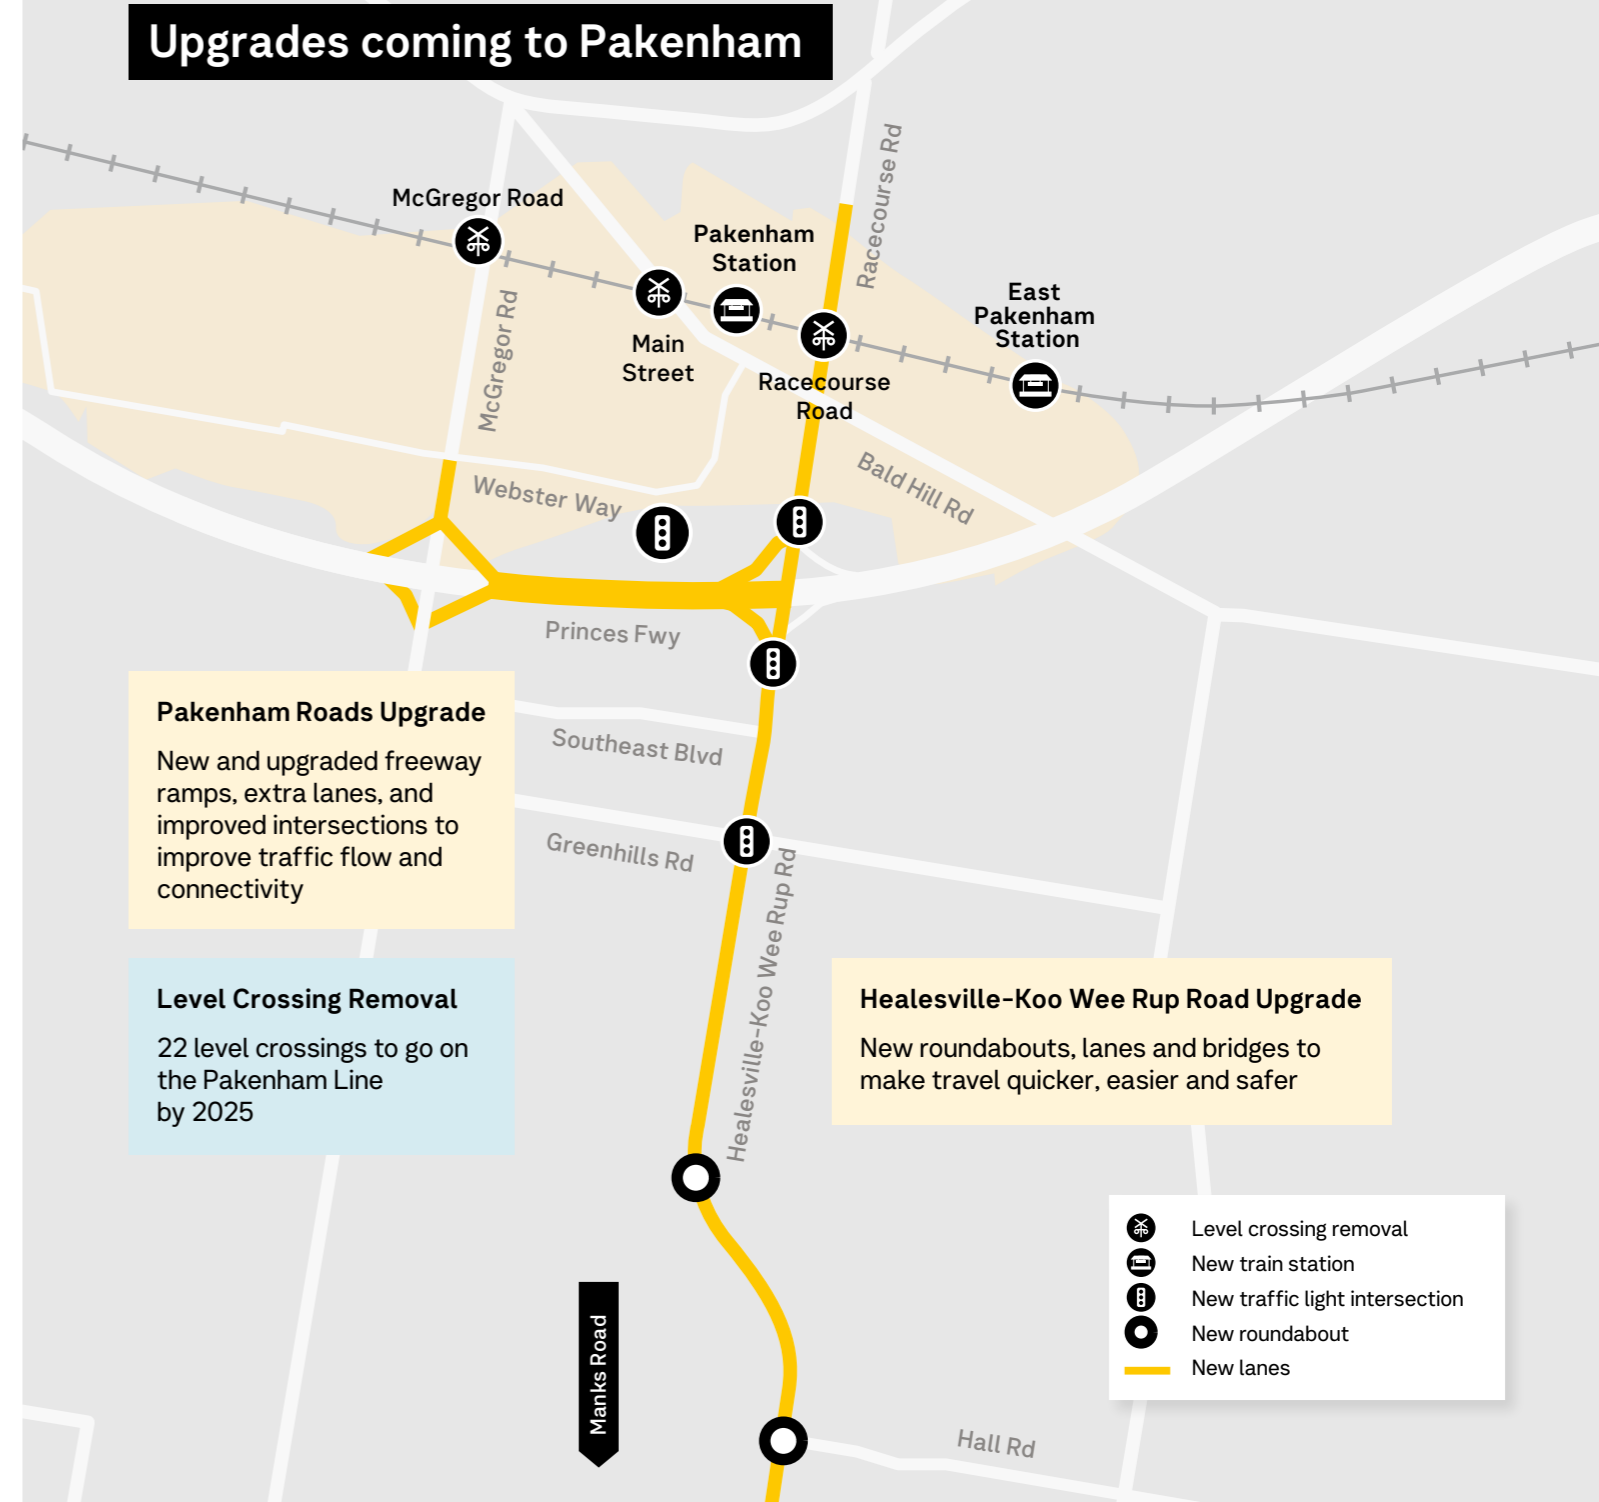 Upgrades coming to Pakenham
Racecourse Rd
McGregor Road
Pakenham
Station
East
Pakenham
Station
McGregor Rd
Main
Street
Racecourse
Road
Bald Hill Rd
Webster Way
Princes Fwy
Southeast Blvd
Greenhills Rd
Healesville-Koo Wee Rup Rd
Pakenham Roads Upgrade
New and upgraded freeway
ramps, extra lanes, and
improved intersections to
improve traffic flow and
connectivity
Level Crossing Removal
22 level crossings to go on
the Pakenham Line
by 2025
Healesville-Koo Wee Rup Road Upgrade
New roundabouts, lanes and bridges to
make travel quicker, easier and safer
Level crossing removal
New train station
New traffic light intersection
New roundabout
New lanes
Manks Road
Hall Rd